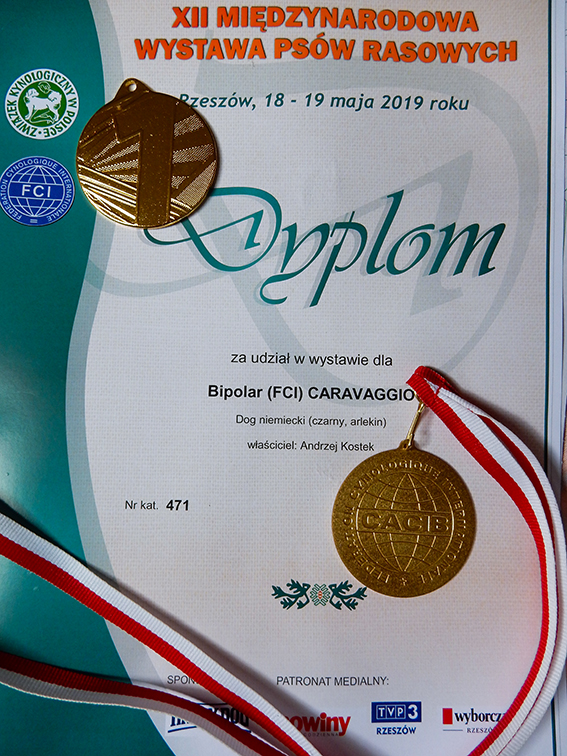 XII MIĘDZYNARODOWA
WYSTAWA PSÓW RASOWYCH
Rzeszów, 18 - 19 maja 2019 roku
ZWIĄZEK KYNOLOGICZNY W POLSCE
1
FEDERATION CYNOLOGIQUE INTERNATIONALE
FCI
Dyplom
za udział w wystawie dla
Bipolar (FCI) CARAVAGGIO
Dog niemiecki (czarny, arlekin)
właściciel: Andrzej Kostek
Nr kat. 471
CYNOLOGIQUE
CACIB
PATRONAT MEDIALNY:
TVP3
RZESZÓW